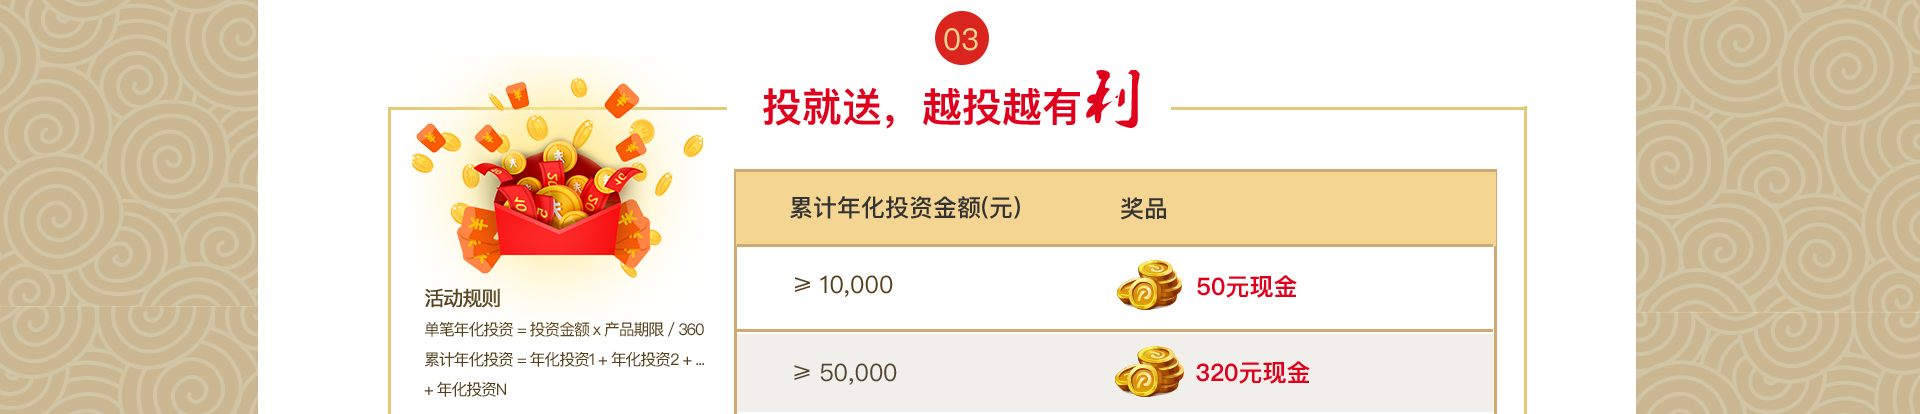 03
投就送，越投越有利
累计年化投资金额(元)
奖品
≥ 10,000
50元现金
≥ 50,000
320元现金
活动规则
单笔年化投资 = 投资金额 x 产品期限 / 360
累计年化投资 = 年化投资1 + 年化投资2 + ...
+ 年化投资N